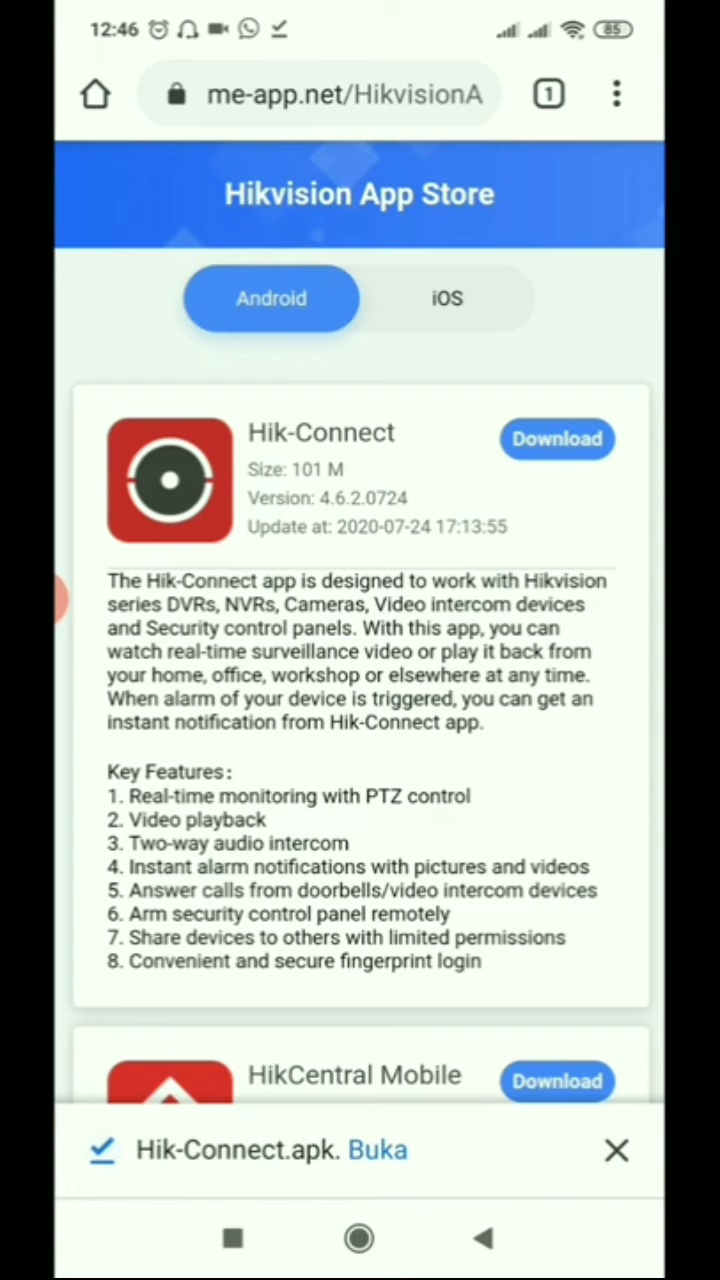 12:46
85
me-app.net/HikvisionA
1
Hikvision App Store
Android
iOS
Hik-Connect
Download
Size: 101 M
Version: 4.6.2.0724
Update at: 2020-07-24 17:13:55
The Hik-Connect app is designed to work with Hikvision
series DVRs, NVRs, Cameras, Video intercom devices
and Security control panels. With this app, you can
watch real-time surveillance video or play it back from
your home, office, workshop or elsewhere at any time.
When alarm of your device is triggered, you can get an
instant notification from Hik-Connect app.
Key Features:
1. Real-time monitoring with PTZ control
2. Video playback
3. Two-way audio intercom
4. Instant alarm notifications with pictures and videos
5. Answer calls from doorbells/video intercom devices
6. Arm security control panel remotely
7. Share devices to others with limited permissions
8. Convenient and secure fingerprint login
HikCentral Mobile
Download
Hik-Connect.apk. Buka